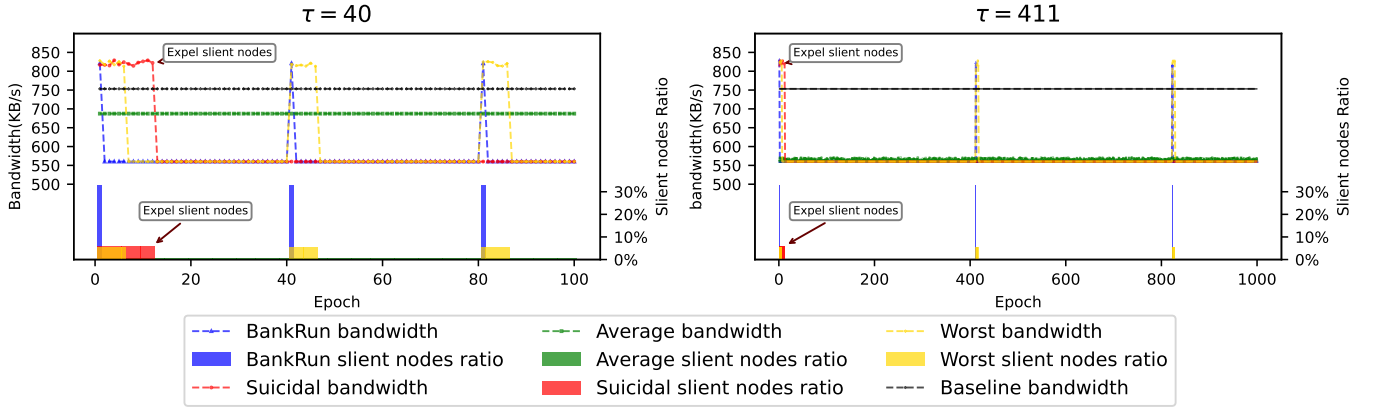 τ = 40
850
800
750
700
650
600
550
500
Bandwidth(KB/s)
Expel slient nodes
Expel slient nodes
30%
20%
10%
0%
Slient nodes Ratio
0
20
40
60
80
100
Epoch
τ = 411
850
800
750
700
650
600
550
500
bandwidth(KB/s)
Expel slient nodes
Expel slient nodes
30%
20%
10%
0%
Slient nodes Ratio
0
200
400
600
800
1000
Epoch
BankRun bandwidth
BankRun slient nodes ratio
Suicidal bandwidth
Average bandwidth
Average slient nodes ratio
Suicidal slient nodes ratio
Worst bandwidth
Worst slient nodes ratio
Baseline bandwidth